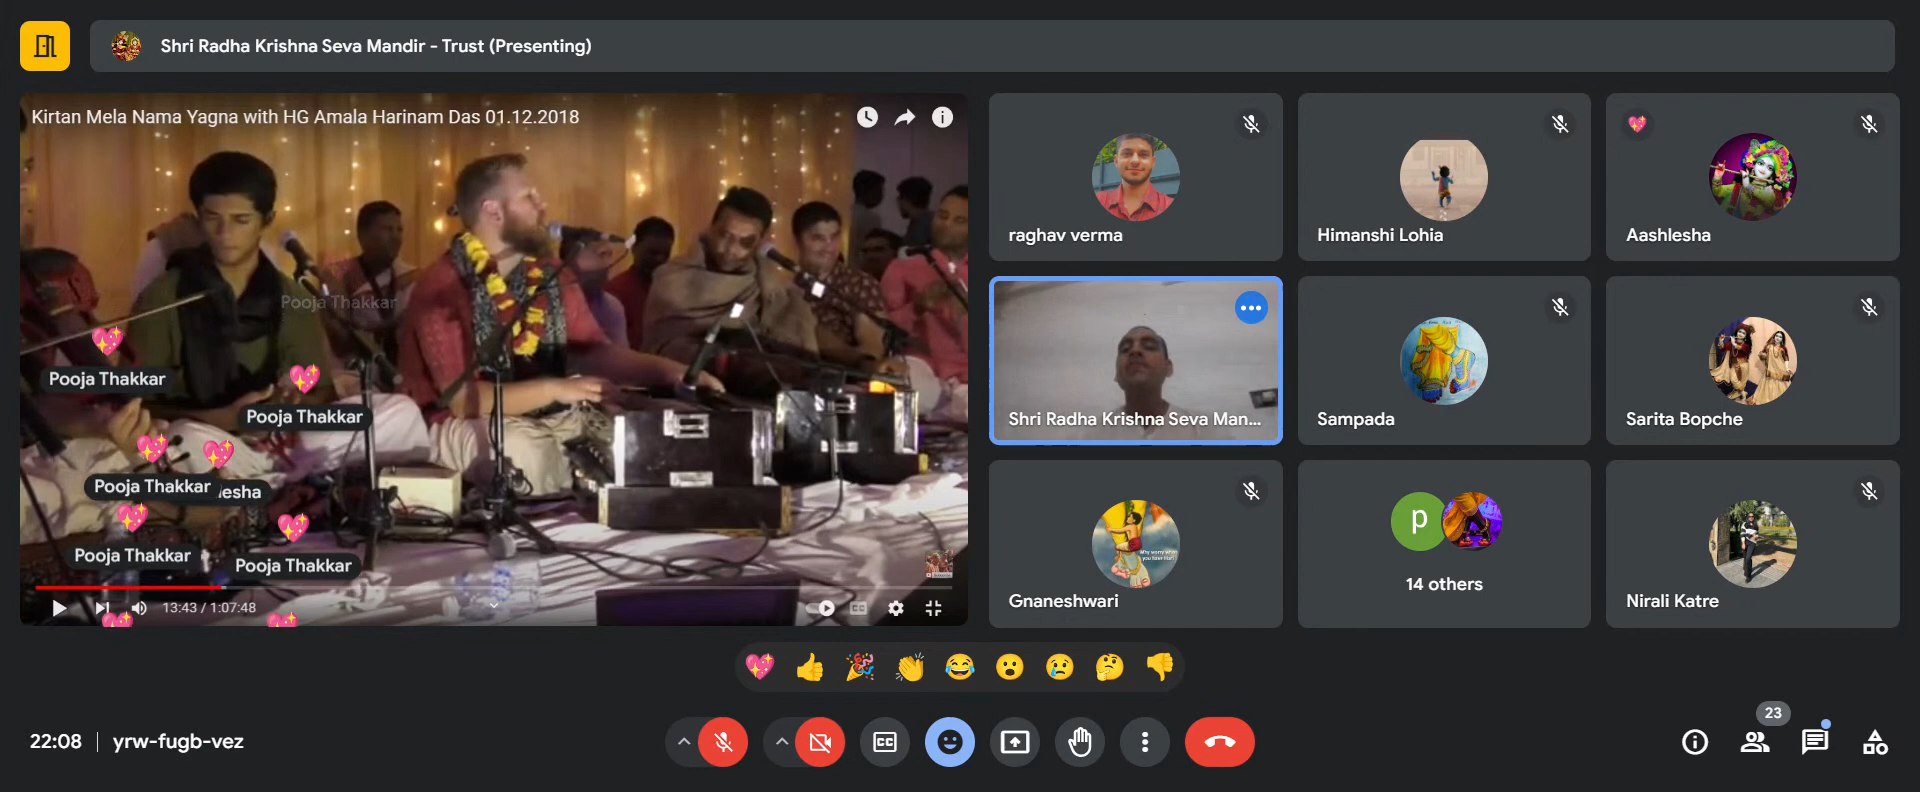 Shri Radha Krishna Seva Mandir - Trust (Presenting)
Kirtan Mela Nama Yagna with HG Amala Harinam Das 01.12.2018
Pooja Thakkar
Pooja Thakkar
Pooja Thakkar
Pooja Thakkar
lesha
Pooja Thakkar
Pooja Thakkar
13:43 / 1:07:48
raghav verma
Himanshi Lohia
Aashlesha
Shri Radha Krishna Seva Man...
Sampada
Sarita Bopche
Gnaneshwari
p
14 others
Nirali Katre
22:08 | yrw-fugb-vez
CC
23